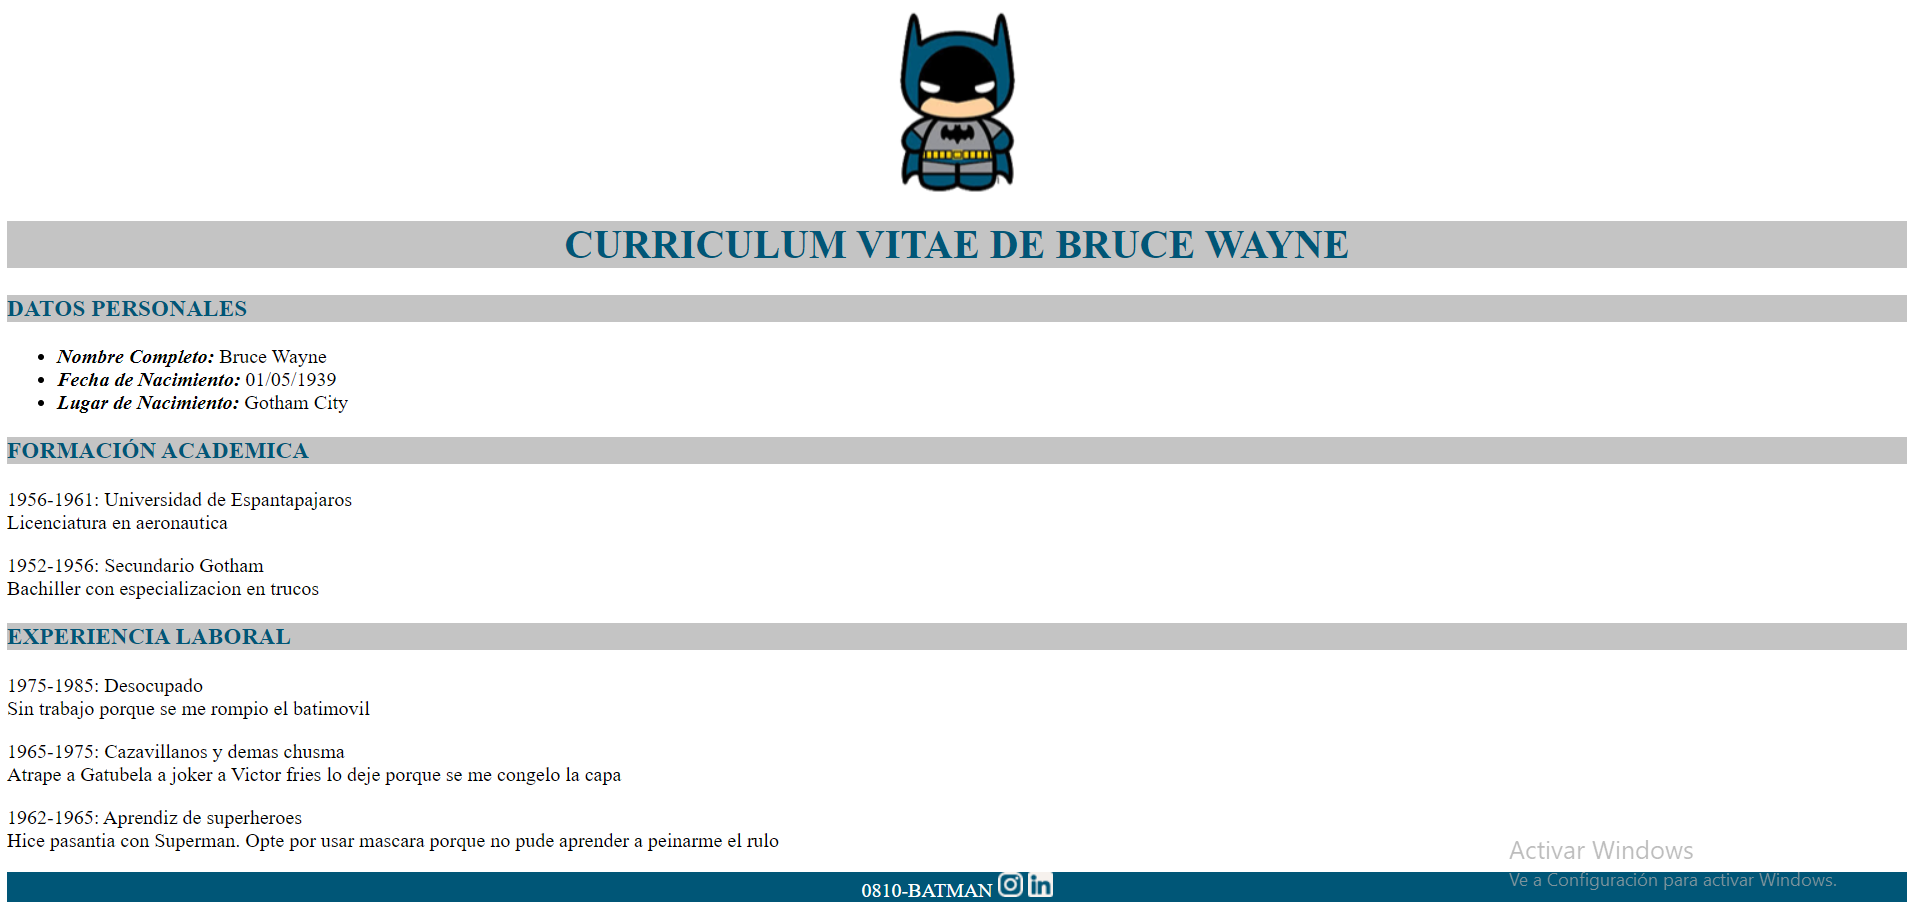 CURRICULUM VITAE DE BRUCE WAYNE
DATOS PERSONALES
Nombre Completo: Bruce Wayne
Fecha de Nacimiento: 01/05/1939
Lugar de Nacimiento: Gotham City
FORMACIÓN ACADEMICA
1956-1961: Universidad de Espantapajaros
Licenciatura en aeronautica
1952-1956: Secundario Gotham
Bachiller con especializacion en trucos
EXPERIENCIA LABORAL
1975-1985: Desocupado
Sin trabajo porque se me rompio el batimovil
1965-1975: Cazavillanos y demas chusma
Atrape a Gatubela a joker a Victor fries lo deje porque se me congelo la capa
1962-1965: Aprendiz de superheroes
Hice pasantia con Superman. Opte por usar mascara porque no pude aprender a peinarme el rulo
0810-BATMAN in
Activar Windows
Ve a Configuración para activar Windows.